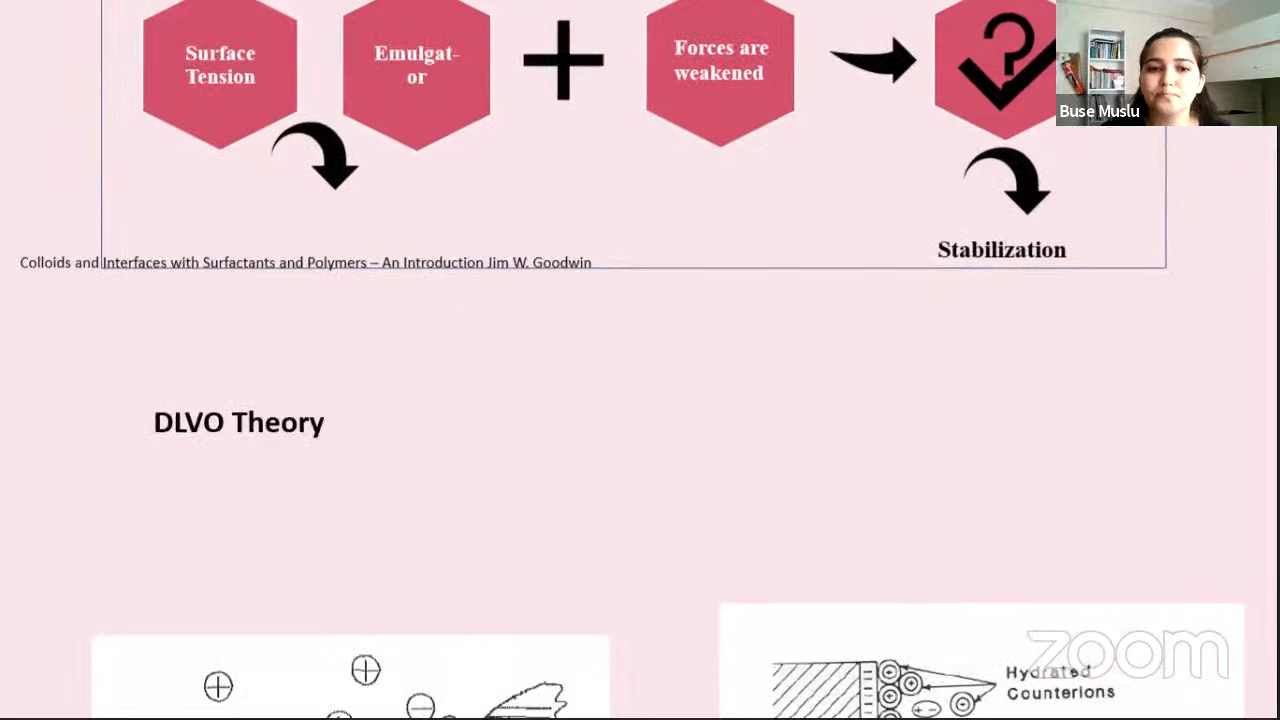 Surface
Tension
Emulgat-
or
Forces are
weakened
?
Buse Muslu
Stabilization
Colloids and Interfaces with Surfactants and Polymers – An Introduction Jim W. Goodwin
DLVO Theory
zoom
Hydrated
Counterions